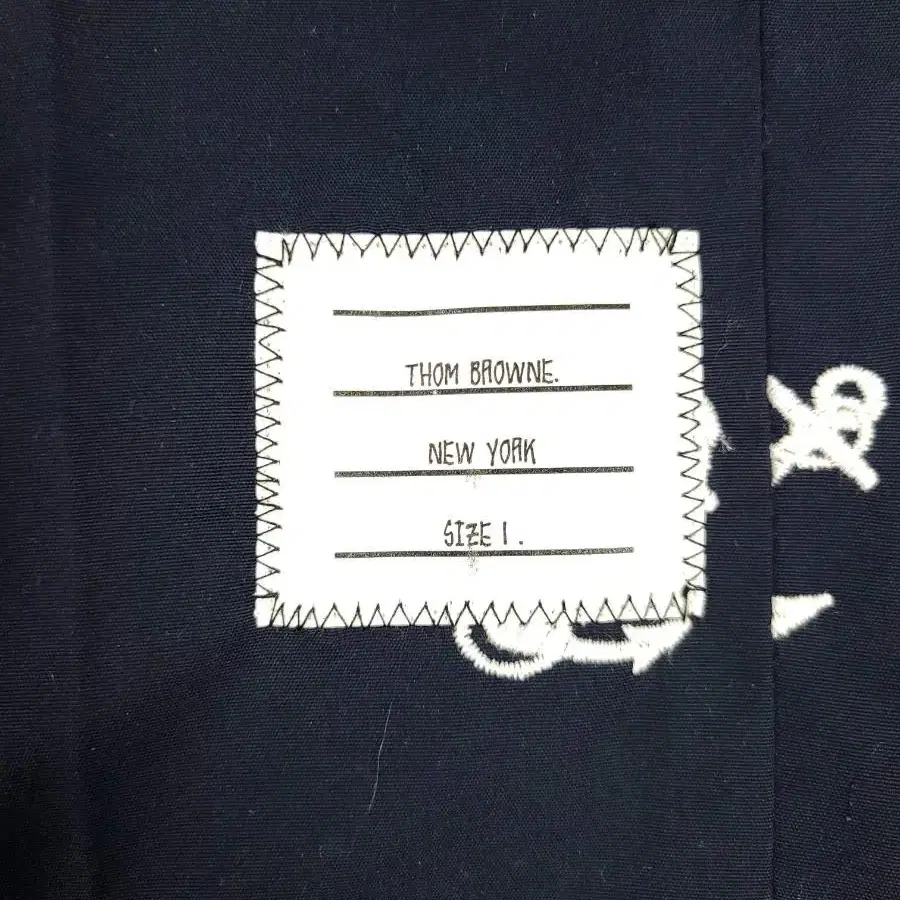 THOM BROWNE.
NEW YORK
SIZE 1.